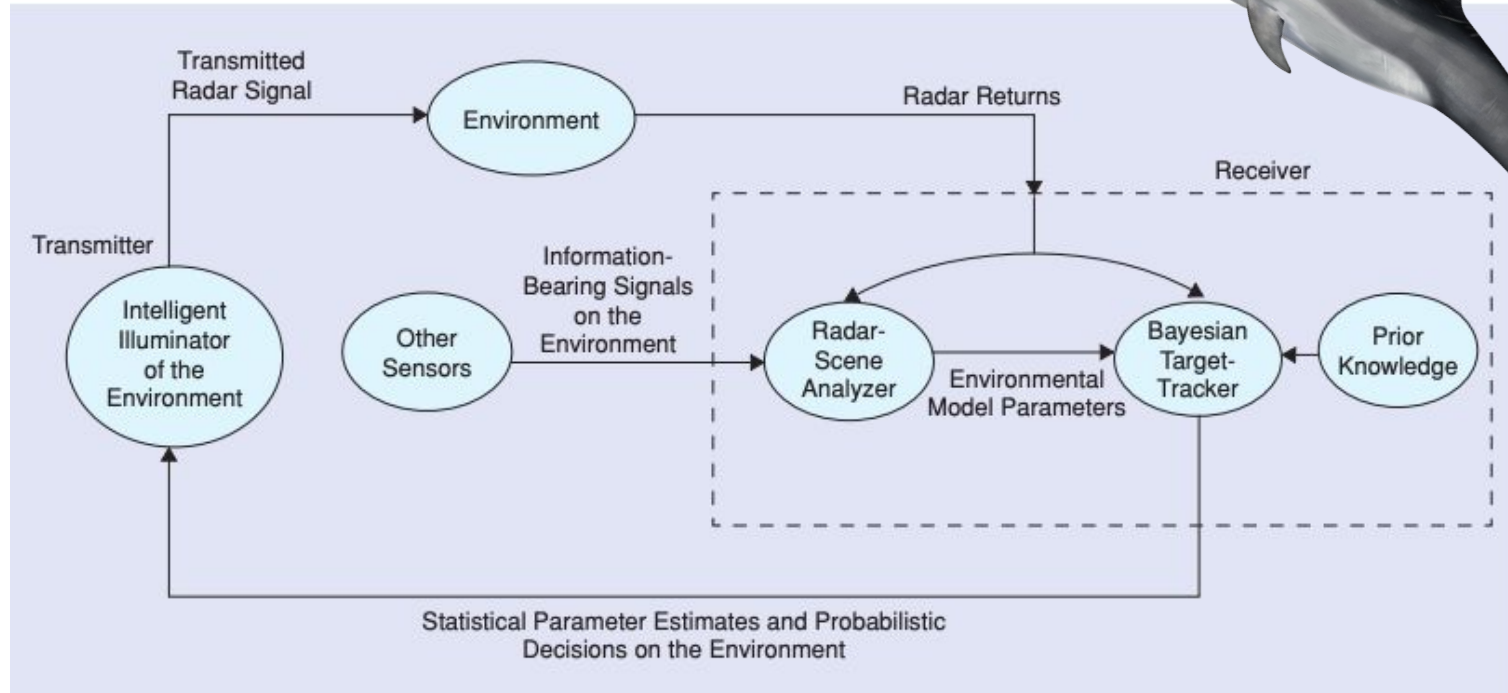 Transmitted
Radar Signal
Environment
Radar Returns
Receiver
Transmitter
Intelligent
Illuminator
of the
Environment
Other
Sensors
Information-
Bearing Signals
on the
Environment
Radar-
Scene
Analyzer
Environmental
Model Parameters
Bayesian
Target-
Tracker
Prior
Knowledge
Statistical Parameter Estimates and Probabilistic
Decisions on the Environment